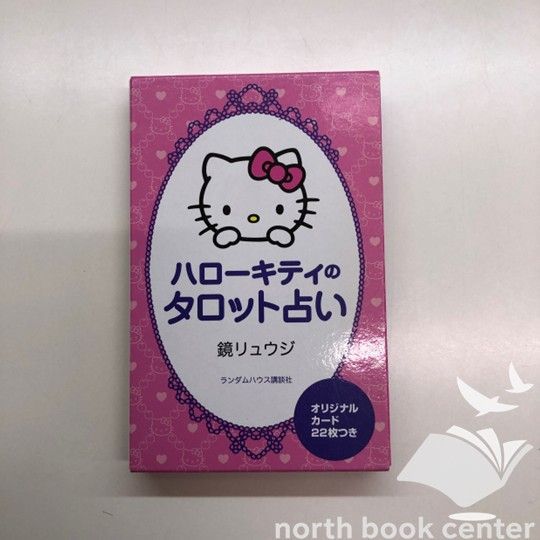 ハローキティの
タロット占い
鏡リュウジ
ランダムハウス講談社
オリジナル
カード
22枚つき
north book center